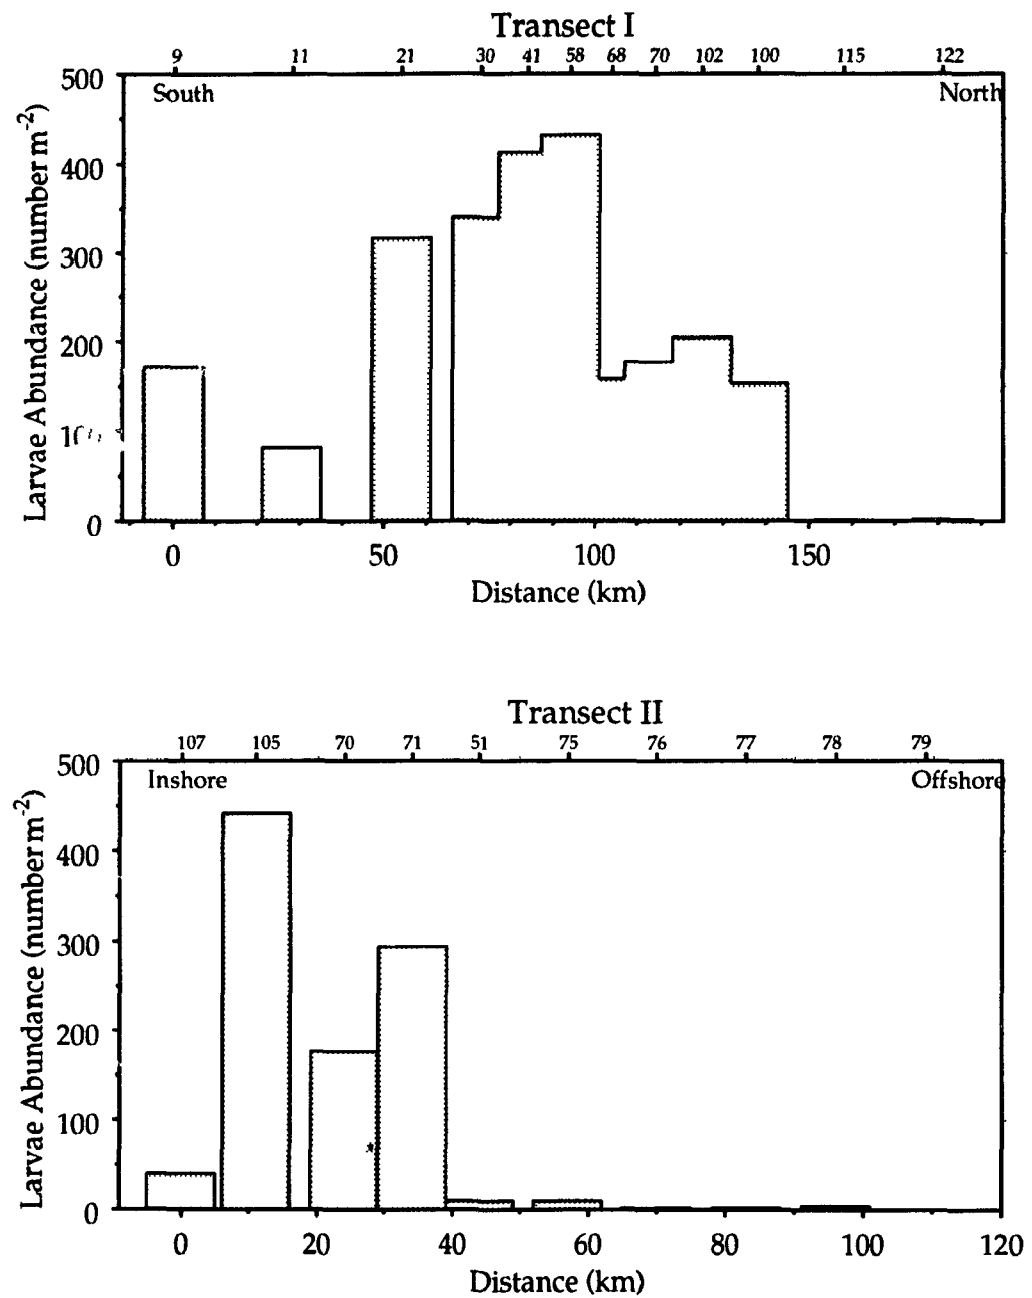 Transect I
9 11 21 30 41 58 68 70 102 100 115 122
500
South North
400
300
200
0
Larvae Abundance (number m-2)
0 50 100 150
Distance (km)
Transect II
107 105 70 71 51 75 76 77 78 79
500
Inshore Offshore
400
300
200
100
0
Larvae Abundance (number m-2)
0 20 40 60 80 100 120
Distance (km)